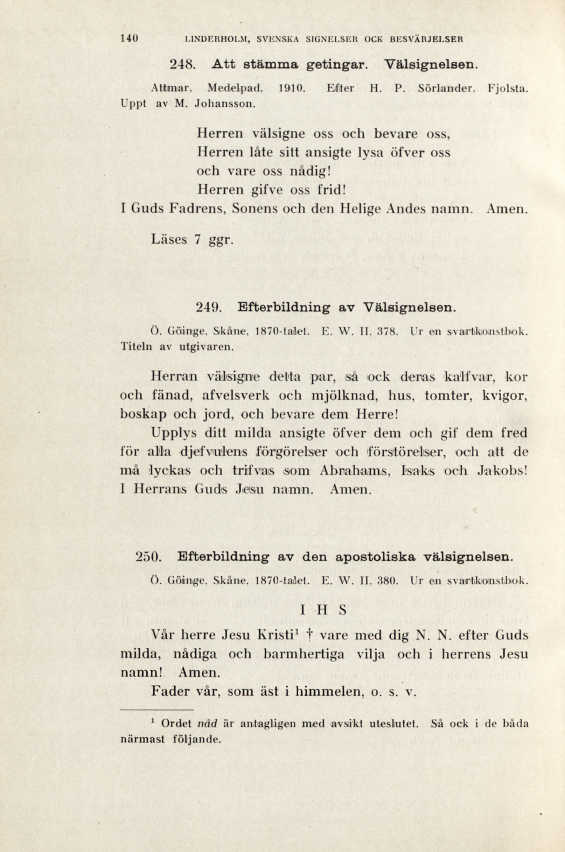 140 LINDERHOLM, SVENSKA SIGNELSER OCK BESVÄRJELSER
248. Att stämma getingar. Välsignelsen.
Attmar, Medelpad, 1910. Efter H. P. Sörlander, Fjolsta.
Uppt av M. Johansson.
Herren välsigne oss och bevare oss,
Herren låte sitt ansigte lysa öfver oss
och vare oss nådig!
Herren gifve oss frid!
I Guds Fadrens, Sonens och den Helige Andes namn. Amen.
Läses 7 ggr.
249. Efterbildning av Välsignelsen.
Ö. Göinge, Skåne, 1870-talet. E. W. II, 378. Ur en svartkonstbok.
Titeln av utgivaren.
Herran välsigne detta par, så ock deras kalfvar, kor
och fänad, afvelsverk och mjölknad, hus, tomter, kvigor,
boskap och jord, och bevare dem Herre!
Upplys ditt milda ansigte öfver dem och gif dem fred
för alla djefvulens förgörelser och förstörelser, och att de
må lyckas och trifvas som Abrahams, Isaks och Jakobs!
I Herrans Guds Jesu namn. Amen.
250. Efterbildning av den apostoliska välsignelsen.
Ö. Göinge, Skåne, 1870-talet. E. W. II, 380. Ur en svartkonstbok.
I H S
Vår herre Jesu Kristi¹ † vare med dig N. N. efter Guds
milda, nådiga och barmhertiga vilja och i herrens Jesu
namn! Amen.
Fader vår, som äst i himmelen, o. s. v.
¹ Ordet nåd är antagligen med avsikt uteslutet. Så ock i de båda
närmast följande.